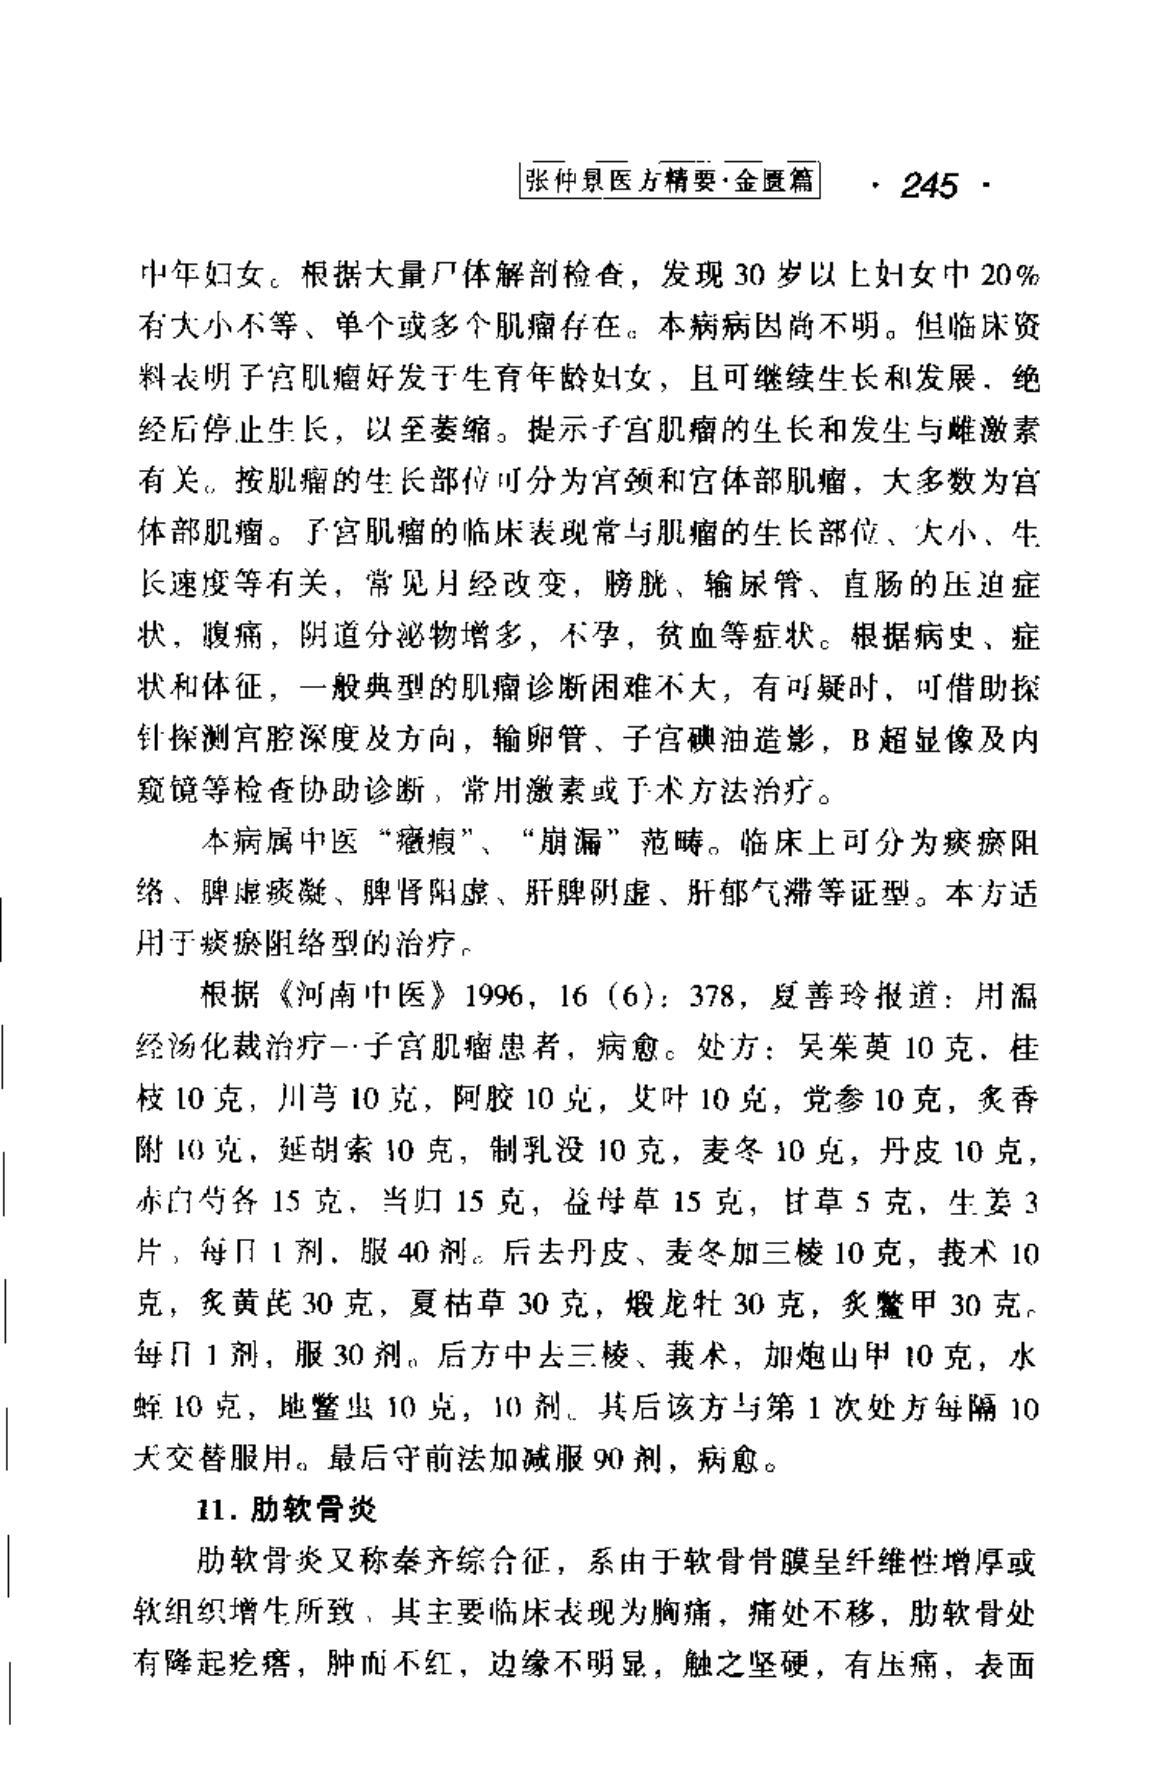 张仲景医方精要·金匮篇 · 245 ·
中年妇女。根据大量尸体解剖检查，发现 30 岁以上妇女中 20%
有大小不等、单个或多个肌瘤存在。本病病因尚不明。但临床资
料表明子宫肌瘤好发于生育年龄妇女，且可继续生长和发展，绝
经后停止生长，以至萎缩。提示子宫肌瘤的生长和发生与雌激素
有关。按肌瘤的生长部位可分为宫颈和宫体部肌瘤，大多数为宫
体部肌瘤。子宫肌瘤的临床表现常与肌瘤的生长部位、大小、生
长速度等有关，常见月经改变，膀胱、输尿管、直肠的压迫症
状，腹痛，阴道分泌物增多，不孕，贫血等症状。根据病史、症
状和体征，一般典型的肌瘤诊断困难不大，有可疑时，可借助探
针探测宫腔深度及方向，输卵管、子宫碘油造影，B 超显像及内
窥镜等检查协助诊断，常用激素或手术方法治疗。
本病属中医“癥瘕”、“崩漏”范畴。临床上可分为痰瘀阻
络、脾虚痰凝、脾肾阳虚、肝脾阴虚、肝郁气滞等证型。本方适
用于痰瘀阻络型的治疗。
根据《河南中医》1996，16（6）：378，夏善玲报道：用温
经汤化裁治疗一子宫肌瘤患者，病愈。处方：吴茱萸 10 克，桂
枝 10 克，川芎 10 克，阿胶 10 克，艾叶 10 克，党参 10 克，炙香
附 10 克，延胡索 10 克，制乳没 10 克，麦冬 10 克，丹皮 10 克，
赤白芍各 15 克，当归 15 克，益母草 15 克，甘草 5 克，生姜 3
片，每日 1 剂，服 40 剂。后去丹皮、麦冬加三棱 10 克，莪术 10
克，炙黄芪 30 克，夏枯草 30 克，煅龙牡 30 克，炙鳖甲 30 克。
每日 1 剂，服 30 剂。后方中去三棱、莪术，加炮山甲 10 克，水
蛭 10 克，地鳖虫 10 克，10 剂。其后该方与第 1 次处方每隔 10
天交替服用。最后守前法加减服 90 剂，病愈。
11. 肋软骨炎
肋软骨炎又称秦齐综合征，系由于软骨骨膜呈纤维性增厚或
软组织增生所致，其主要临床表现为胸痛，痛处不移，肋软骨处
有隆起疙瘩，肿而不红，边缘不明显，触之坚硬，有压痛，表面